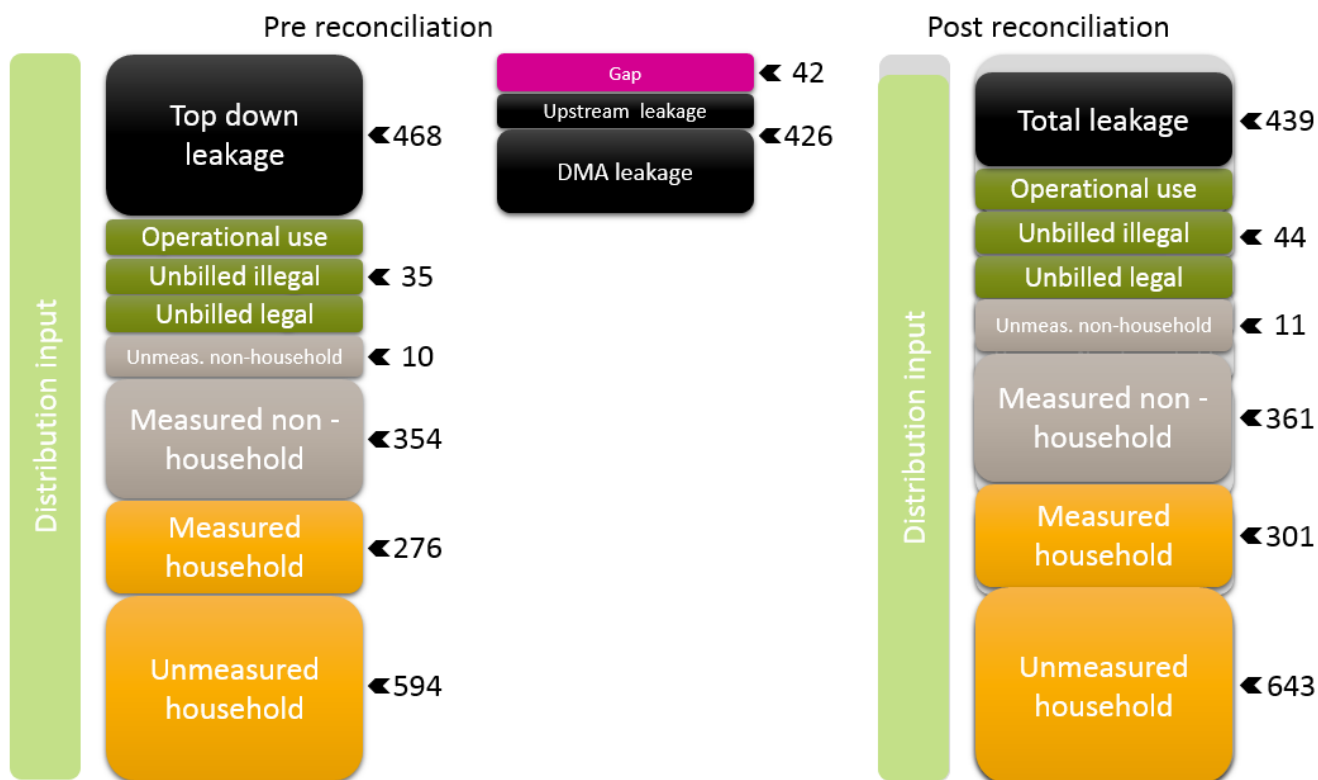 Pre reconciliation
Distribution input
Top down
leakage
468
Operational use
Unbilled illegal
35
Unbilled legal
Unmeas. non-household
10
Measured non -
household
354
Measured
household
276
Unmeasured
household
594
Gap
42
Upstream leakage
426
DMA leakage
Post reconciliation
Distribution input
Total leakage
439
Operational use
Unbilled illegal
44
Unbilled legal
Unmeas. non-household
11
Measured non -
household
361
Measured
household
301
Unmeasured
household
643